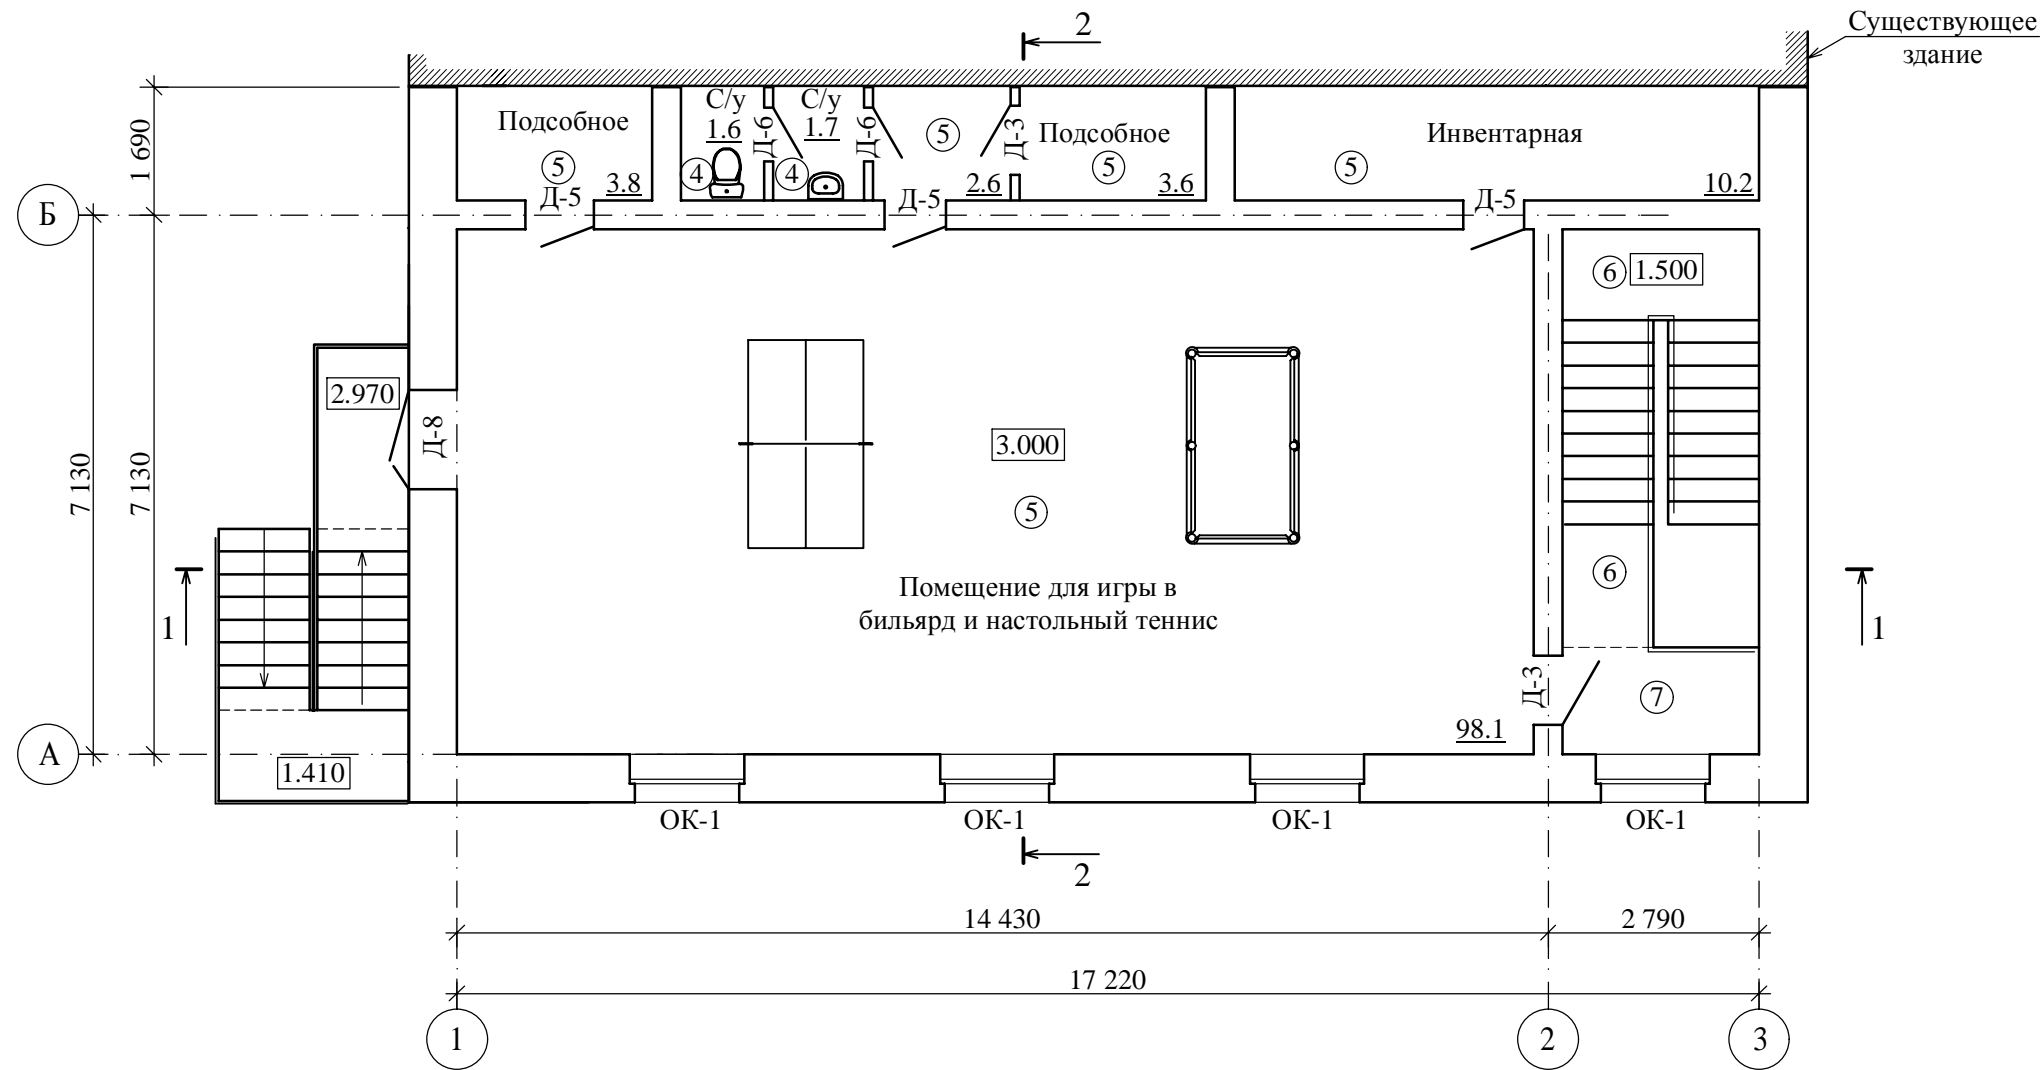 2
Существующее
здание
1 690
Подсобное
5
3.8
Д-5
С/у
1.6
4
Д-6
С/у
1.7
4
Д-6
5
2.6
Д-5
Д-3
Подсобное
5
3.6
Инвентарная
5
10.2
Д-5
Б
6
1.500
2.970
Д-8
3.000
7 130
7 130
5
6
Помещение для игры в
бильярд и настольный теннис
1
1
Д-3
7
98.1
А
1.410
ОК-1
ОК-1
ОК-1
ОК-1
2
14 430
2 790
17 220
1
2
3